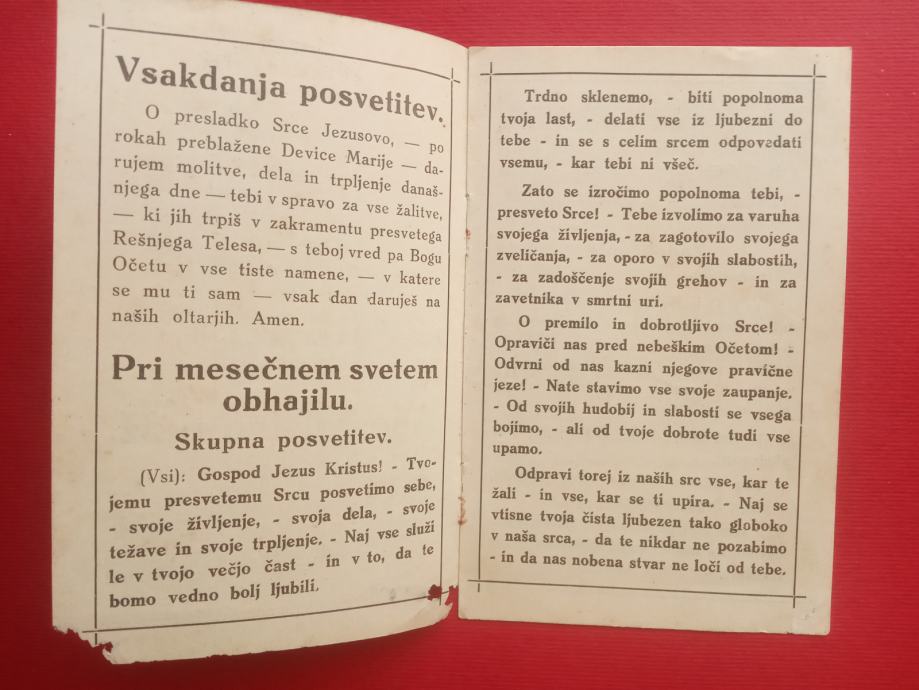 Vsakdanja posvetitev.
O presladko Srce Jezusovo, — po
rokah preblažene Device Marije — da-
rujem molitve, dela in trpljenje današ-
njega dne — tebi v spravo za vse žalitve,
— ki jih trpiš v zakramentu presvetega
Rešnjega Telesa, — s teboj vred pa Bogu
Očetu v vse tiste namene, — v katere
se mu ti sam — vsak dan daruješ na
naših oltarjih. Amen.
Pri mesečnem svetem
obhajilu.
Skupna posvetitev.
(Vsi): Gospod Jezus Kristus! - Tvo-
jemu presvetemu Srcu posvetimo sebe,
- svoje življenje, - svoja dela, - svoje
težave in svoje trpljenje. - Naj vse služi
le v tvojo večjo čast - in v to, da te
bomo vedno bolj ljubili.
Trdno sklenemo, - biti popolnoma
tvoja last, - delati vse iz ljubezni do
tebe - in se s celim srcem odpovedati
vsemu, - kar tebi ni všeč.
Zato se izročimo popolnoma tebi, -
presveto Srce! - Tebe izvolimo za varuha
svojega življenja, - za zagotovilo svojega
zveličanja, - za oporo v svojih slabostih,
- za zadoščenje svojih grehov - in za
zavetnika v smrtni uri.
O premilo in dobrotljivo Srce! -
Opraviči nas pred nebeškim Očetom! -
Odvrni od nas kazni njegove pravične
jeze! - Nate stavimo vse svoje zaupanje.
- Od svojih hudobij in slabosti se vsega
bojimo, - ali od tvoje dobrote tudi vse
upamo.
Odpravi torej iz naših src vse, kar te
žali - in vse, kar se ti upira. - Naj se
vtisne tvoja čista ljubezen tako globoko
v naša srca, - da te nikdar ne pozabimo
- in da nas nobena stvar ne loči od tebe.